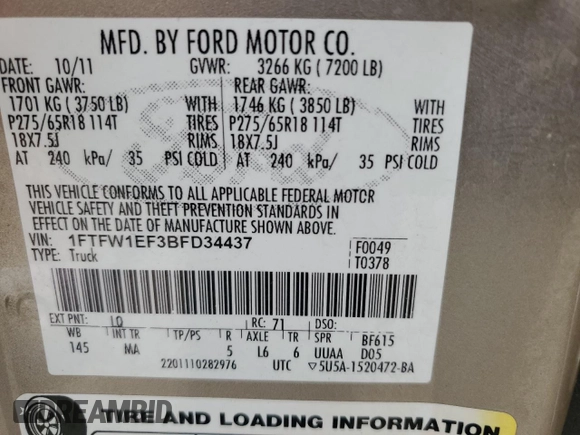 MFD. BY FORD MOTOR CO.
DATE: 10/11 GVWR: 3266 KG ( 7200 LB)
FRONT GAWR: REAR GAWR:
1701 KG ( 3750 LB) WITH 1746 KG ( 3850 LB) WITH
P275/65R18 114T TIRES P275/65R18 114T TIRES
18X7.5J RIMS 18X7.5J RIMS
AT 240 kPa/ 35 PSI COLD AT 240 kPa/ 35 PSI COLD
THIS VEHICLE CONFORMS TO ALL APPLICABLE FEDERAL MOTOR
VEHICLE SAFETY AND THEFT PREVENTION STANDARDS IN
EFFECT ON THE DATE OF MANUFACTURE SHOWN ABOVE.
VIN: 1FTFW1EF3BFD34437 F0049
TYPE: Truck T0378
EXT PNT: LQ RC: 71 DSO:
WB INT TR TP/PS R AXLE TR SPR BF615
145 MA 5 L6 6 UUAA D05
2201110282976 UTC ▽5U5A-1520472-BA
TIRE AND LOADING INFORMATION
DREAMBID